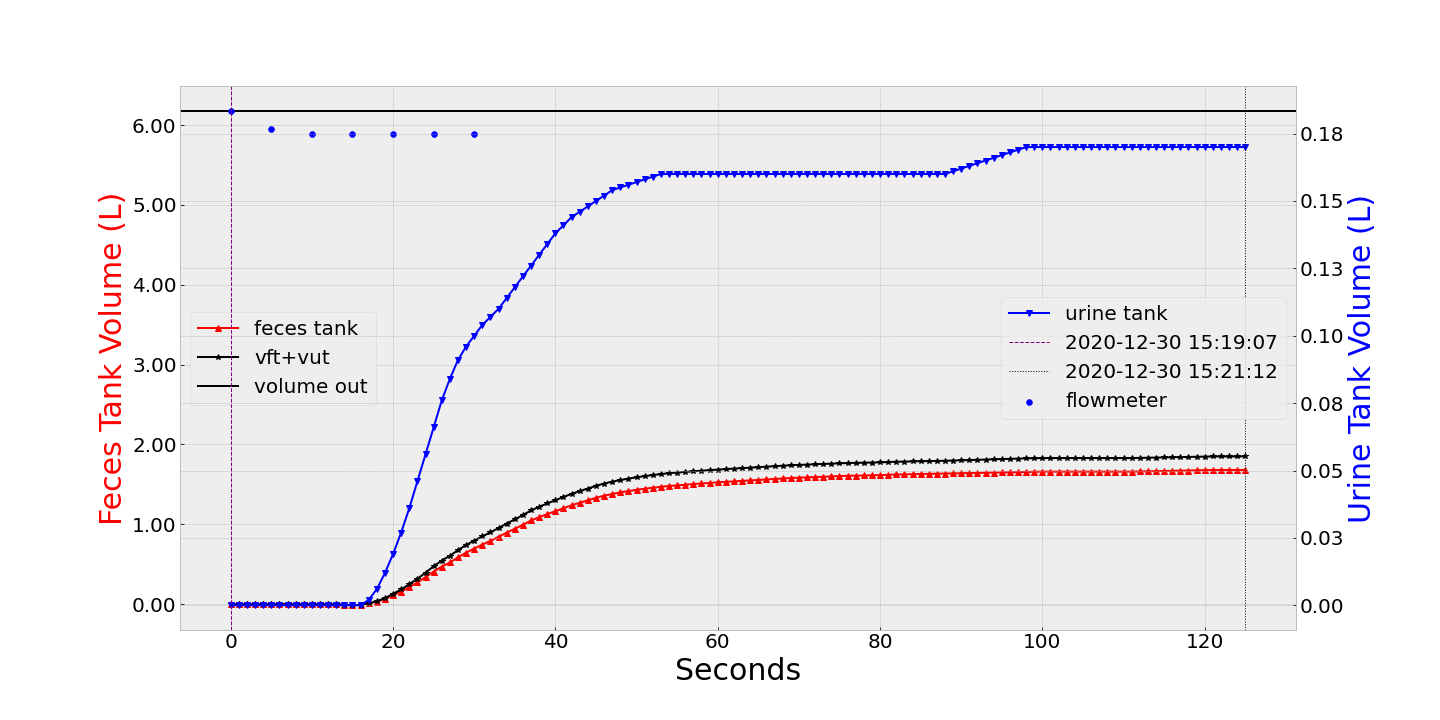 Feces Tank Volume (L)
6.00
5.00
4.00
3.00
2.00
1.00
0.00
feces tank
vft+vut
volume out
urine tank
2020-12-30 15:19:07
2020-12-30 15:21:12
flowmeter
0.18
0.15
0.13
0.10
0.08
0.05
0.03
0.00
Urine Tank Volume (L)
0 20 40 60 80 100 120
Seconds